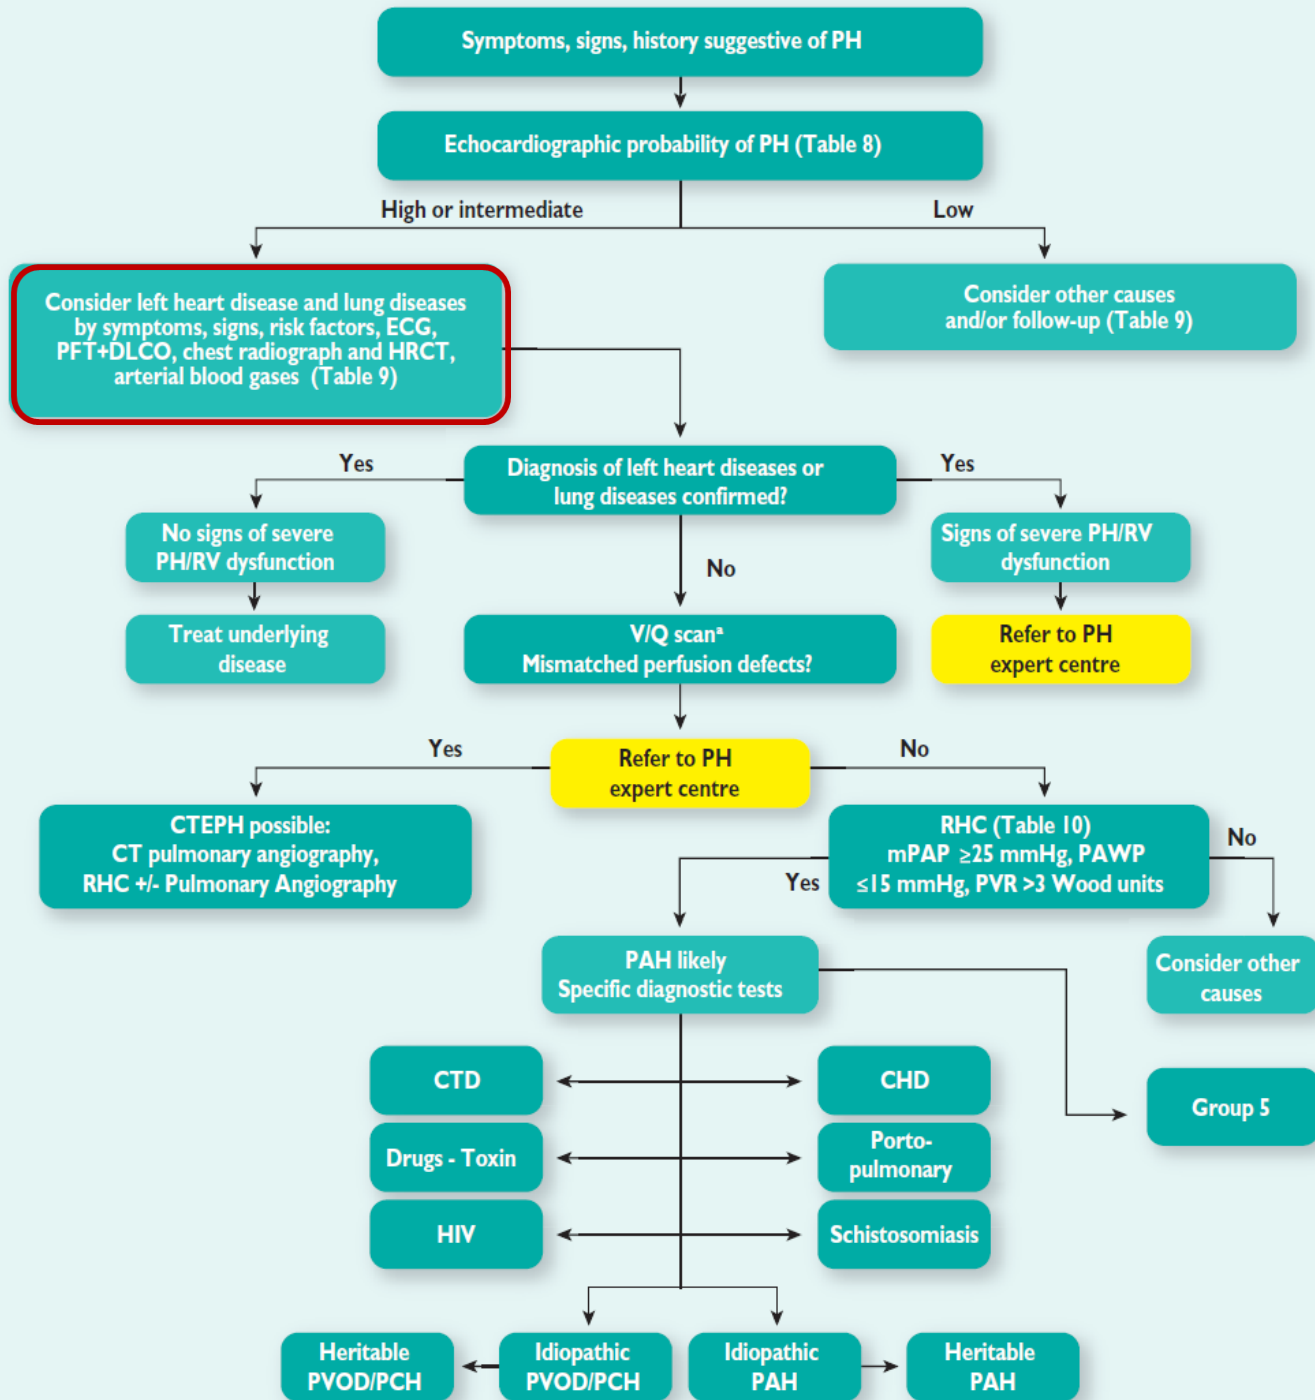 Symptoms, signs, history suggestive of PH
Echocardiographic probability of PH (Table 8)
High or intermediate
Low
Consider left heart disease and lung diseases
by symptoms, signs, risk factors, ECG,
PFT+DLCO, chest radiograph and HRCT,
arterial blood gases (Table 9)
Consider other causes
and/or follow-up (Table 9)
Yes
Diagnosis of left heart diseases or
lung diseases confirmed?
Yes
No signs of severe
PH/RV dysfunction
Signs of severe PH/RV
dysfunction
No
Treat underlying
disease
V/Q scanᵃ
Mismatched perfusion defects?
Refer to PH
expert centre
Yes
Refer to PH
expert centre
No
CTEPH possible:
CT pulmonary angiography,
RHC +/- Pulmonary Angiography
RHC (Table 10)
mPAP ≥25 mmHg, PAWP
≤15 mmHg, PVR >3 Wood units
No
Yes
PAH likely
Specific diagnostic tests
Consider other
causes
CTD
CHD
Group 5
Drugs - Toxin
Porto-
pulmonary
HIV
Schistosomiasis
Heritable
PVOD/PCH
Idiopathic
PVOD/PCH
Idiopathic
PAH
Heritable
PAH